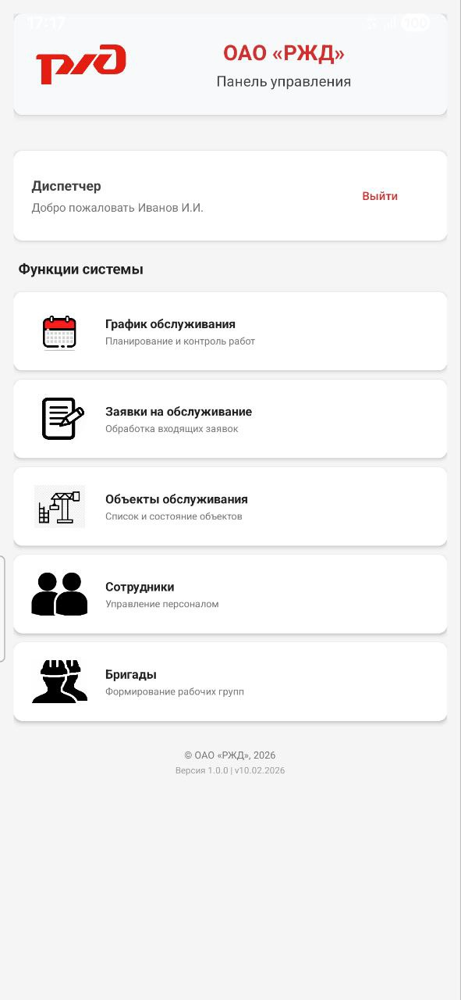 17:17
100
ОАО «РЖД»
Панель управления
Диспетчер
Добро пожаловать Иванов И.И.
Выйти
Функции системы
График обслуживания
Планирование и контроль работ
Заявки на обслуживание
Обработка входящих заявок
Объекты обслуживания
Список и состояние объектов
Сотрудники
Управление персоналом
Бригады
Формирование рабочих групп
© ОАО «РЖД», 2026
Версия 1.0.0 | v10.02.2026